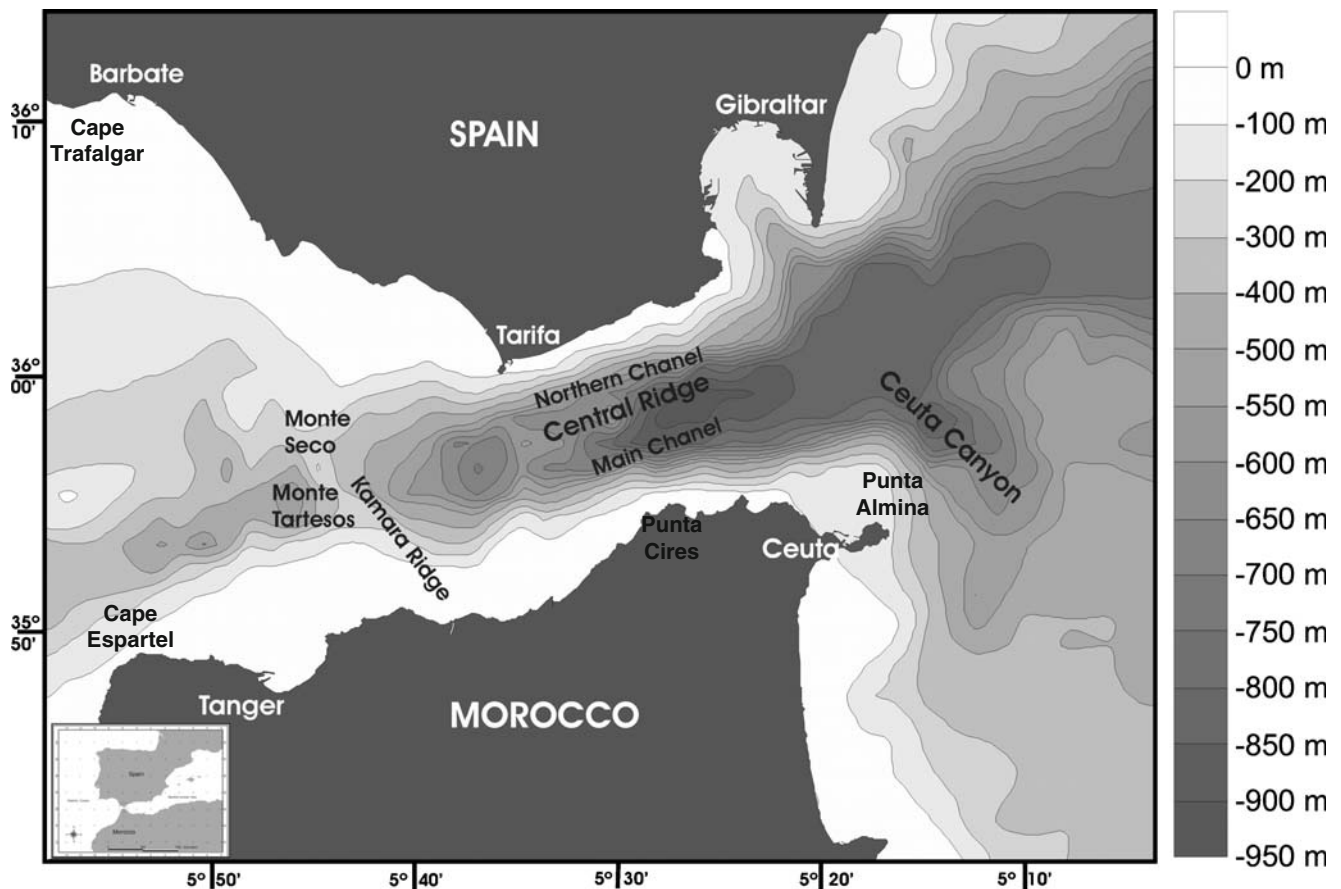 Barbate
Cape
Trafalgar
SPAIN
Gibraltar
Tarifa
Northern Chanel
Central Ridge
Main Chanel
Ceuta Canyon
Monte
Seco
Monte
Tartesos
Kamara Ridge
Punta
Almina
Punta
Cires
Ceuta
Cape
Espartel
Tanger
MOROCCO
36°
10'
36°
00'
35°
50'
5° 50'
5° 40'
5° 30'
5° 20'
5° 10'
0 m
-100 m
-200 m
-300 m
-400 m
-500 m
-550 m
-600 m
-650 m
-700 m
-750 m
-800 m
-850 m
-900 m
-950 m
Spain